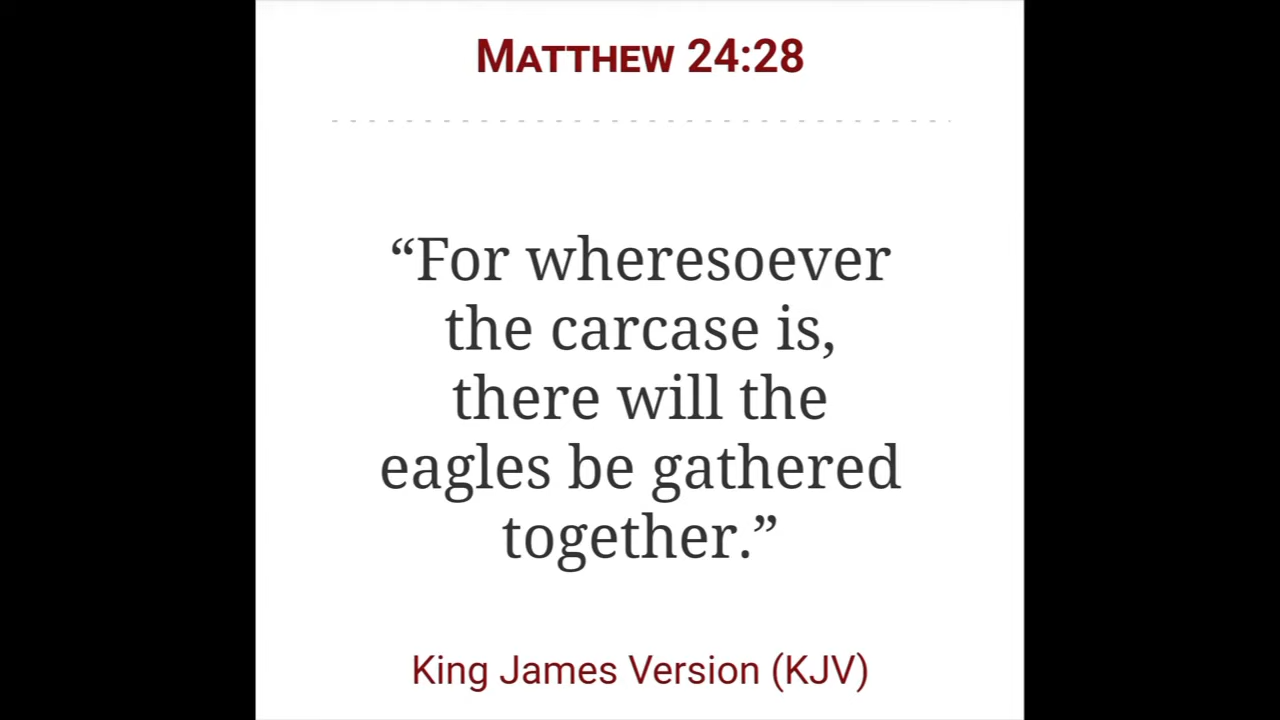 MATTHEW 24:28
“For wheresoever
the carcase is,
there will the
eagles be gathered
together.”
King James Version (KJV)